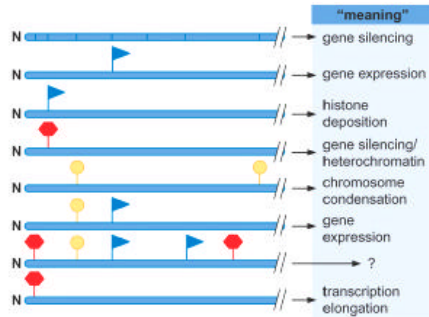 “meaning”
N gene silencing
N gene expression
N histone
deposition
N gene silencing/
heterochromatin
N chromosome
condensation
N gene
expression
N ?
N transcription
elongation